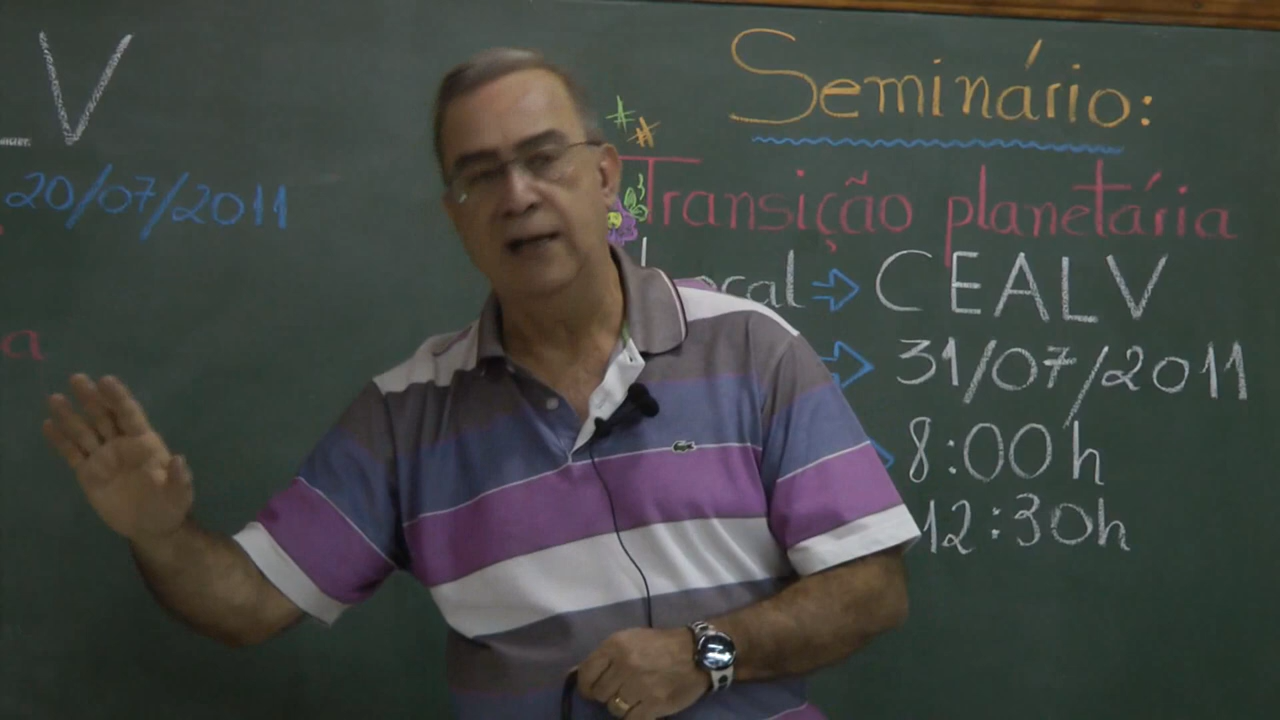 V
20/07/2011
a
Seminário:
Transição planetária
Local → CEALV
31/07/2011
8:00h
12:30h